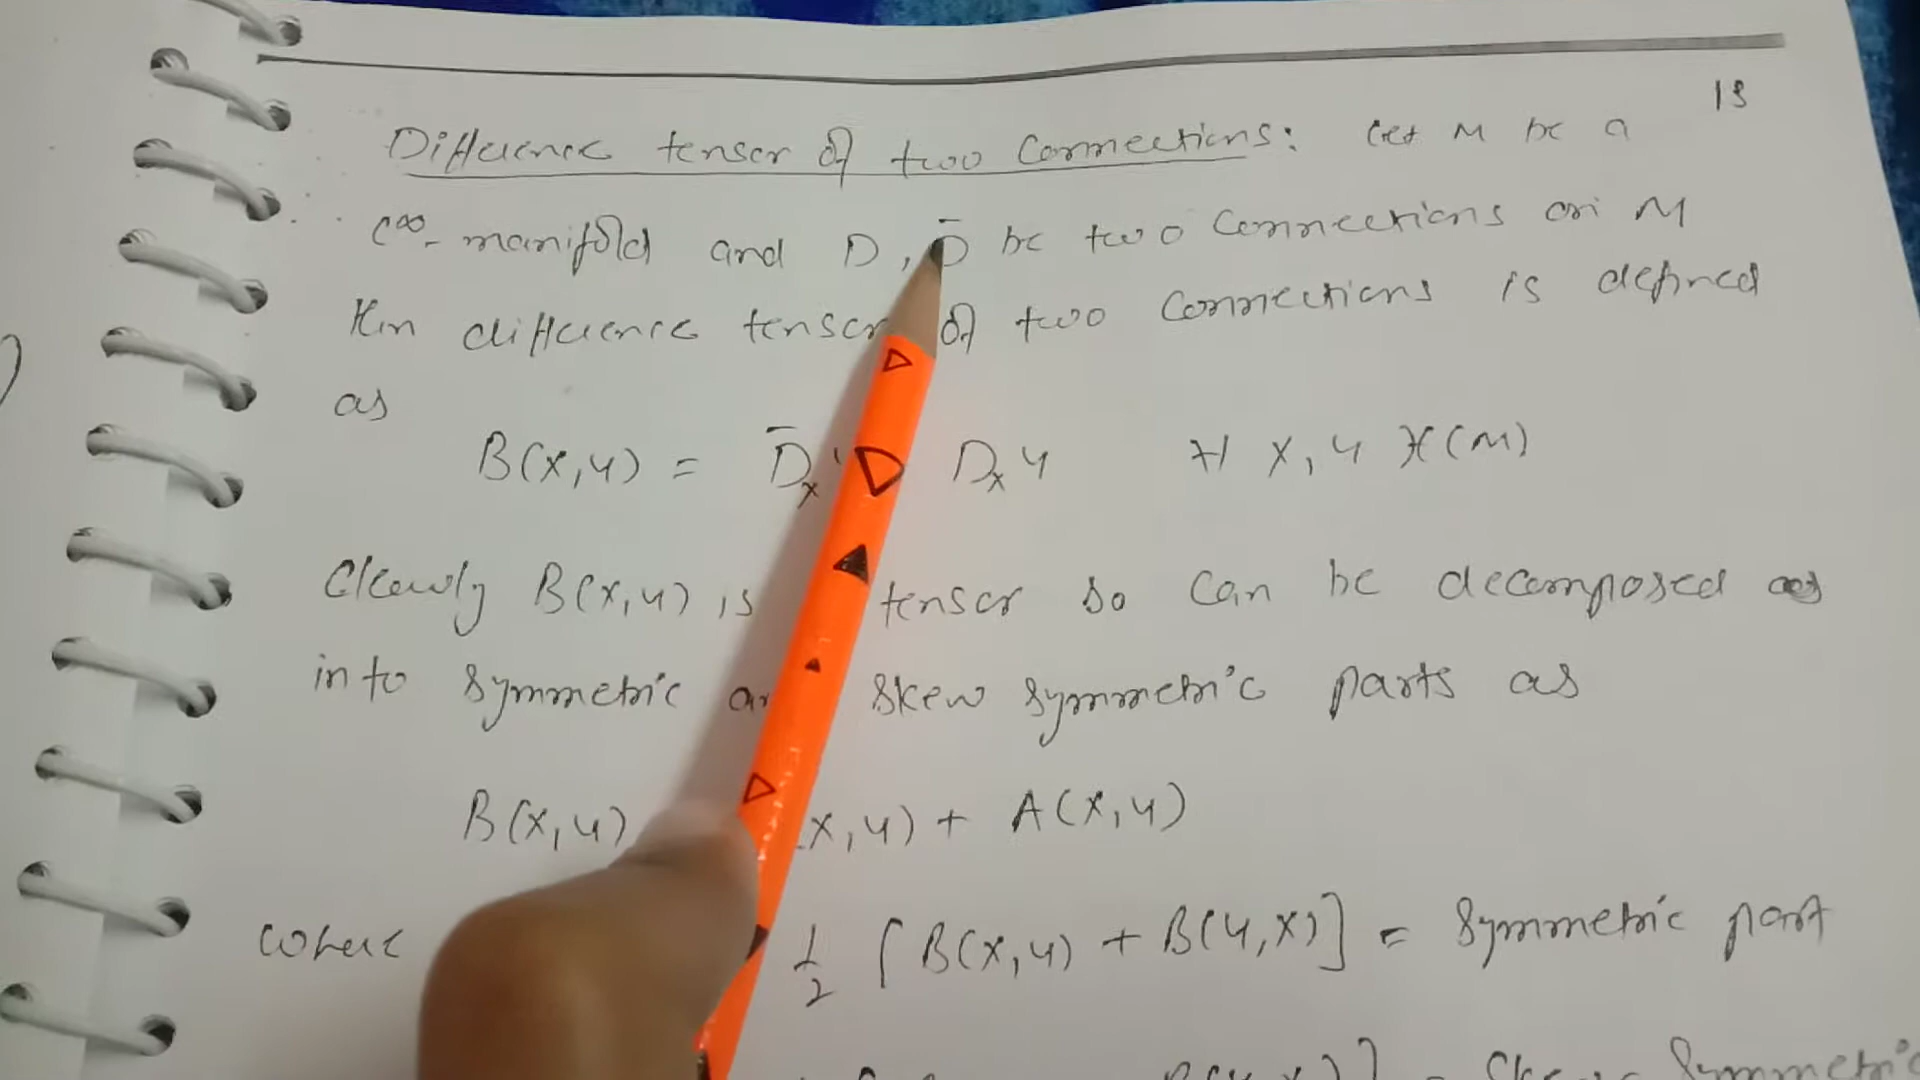 13
Difference tensor of two Connections: Let M be a
C∞- manifold and D, D̄ be two Connections on M
then difference tensor of two Connections is defined
as
B(X,Y) = D̄ₓ Dₓ Y ∀ X, Y ℋ(M)
Clearly B(X,Y) is tensor so can be decomposed as
into symmetric skew symmetric parts as
B(X,Y) X,Y) + A(X,Y)
where 1/2 [B(X,Y) + B(Y,X)] = Symmetric part
Skew Symmetric